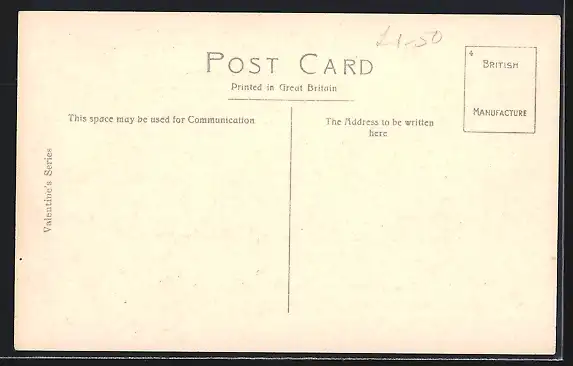 £1-50
POST CARD
Printed in Great Britain
4
BRITISH
MANUFACTURE
This space may be used for Communication
The Address to be written
here
Valentine's Series